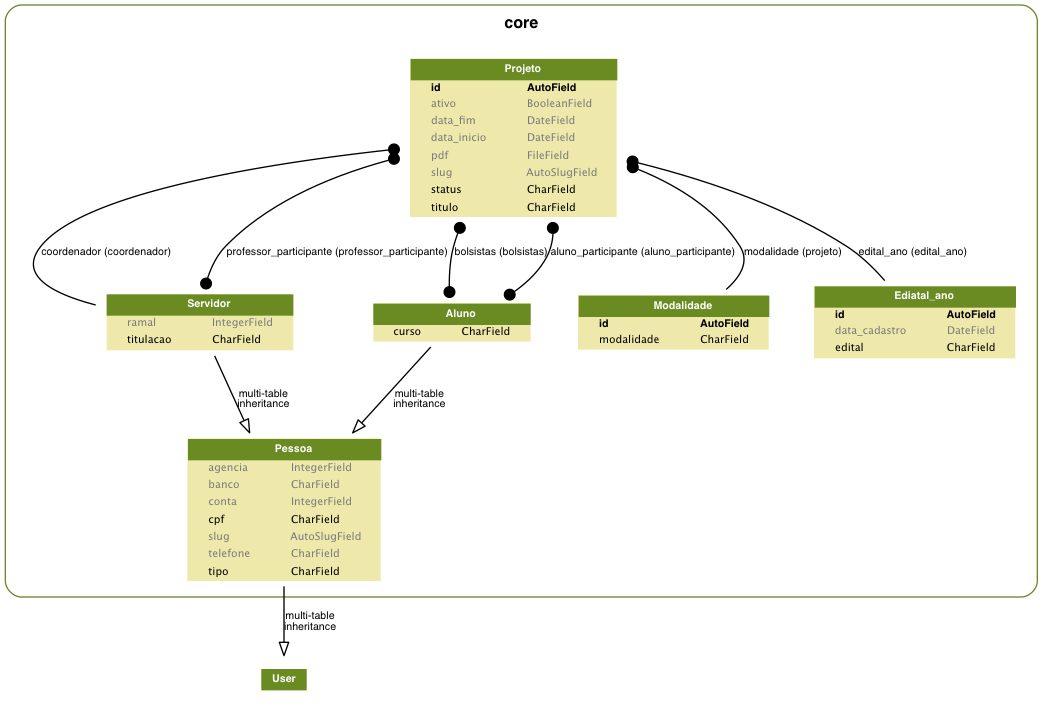 core
Projeto
id AutoField
ativo BooleanField
data_fim DateField
data_inicio DateField
pdf FileField
slug AutoSlugField
status CharField
titulo CharField
coordenador (coordenador)
professor_participante (professor_participante)
bolsistas (bolsistas)
aluno_participante (aluno_participante)
modalidade (projeto)
edital_ano (edital_ano)
Servidor
ramal IntegerField
titulacao CharField
Aluno
curso CharField
Modalidade
id AutoField
modalidade CharField
Ediatal_ano
id AutoField
data_cadastro DateField
edital CharField
multi-table
inheritance
multi-table
inheritance
Pessoa
agencia IntegerField
banco CharField
conta IntegerField
cpf CharField
slug AutoSlugField
telefone CharField
tipo CharField
multi-table
inheritance
User